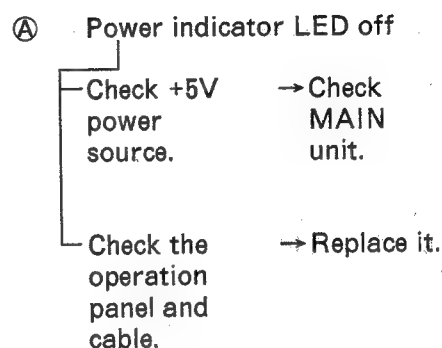 Ⓐ Power indicator LED off
Check +5V → Check
power MAIN
source. unit.
Check the → Replace it.
operation
panel and
cable.